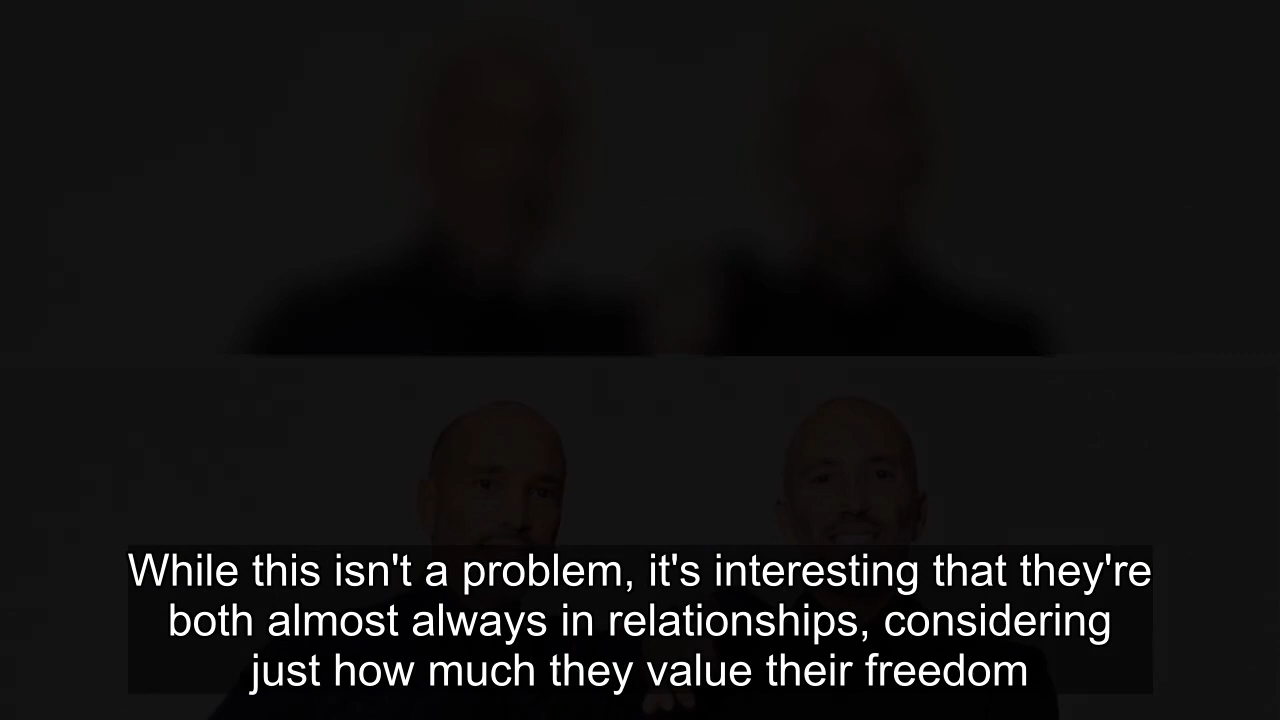 While this isn't a problem, it's interesting that they're
both almost always in relationships, considering
just how much they value their freedom